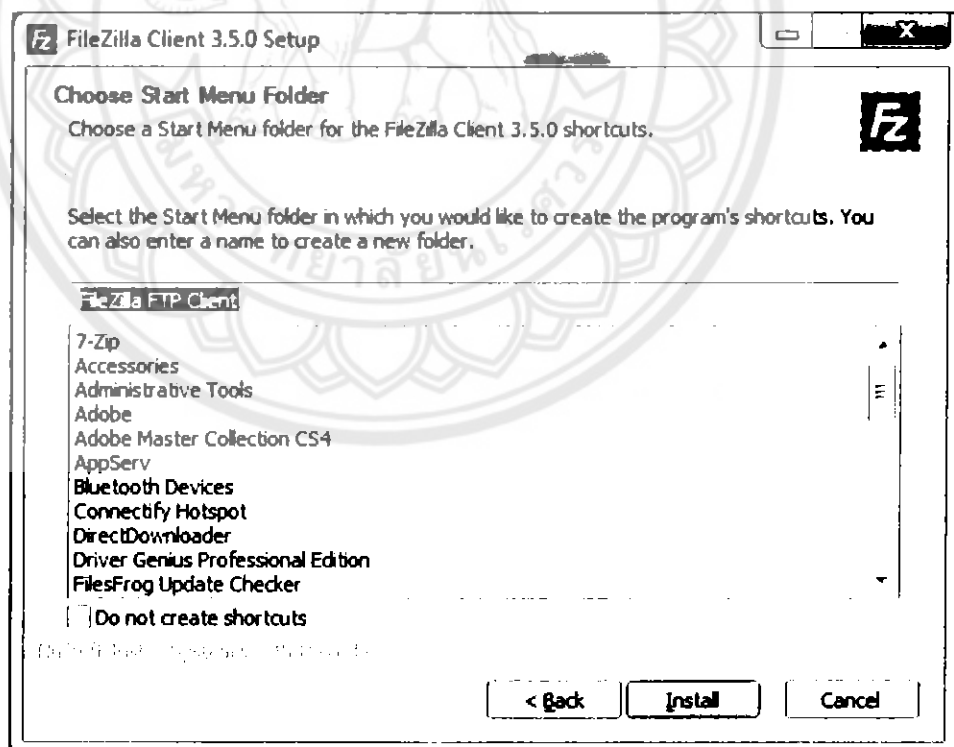 FileZilla Client 3.5.0 Setup
Choose Start Menu Folder
Choose a Start Menu folder for the FileZilla Client 3.5.0 shortcuts.
Select the Start Menu folder in which you would like to create the program's shortcuts. You
can also enter a name to create a new folder.
FileZilla FTP Client
7-Zip
Accessories
Administrative Tools
Adobe
Adobe Master Collection CS4
AppServ
Bluetooth Devices
Connectify Hotspot
DirectDownloader
Driver Genius Professional Edition
FilesFrog Update Checker
Do not create shortcuts
< Back
Install
Cancel